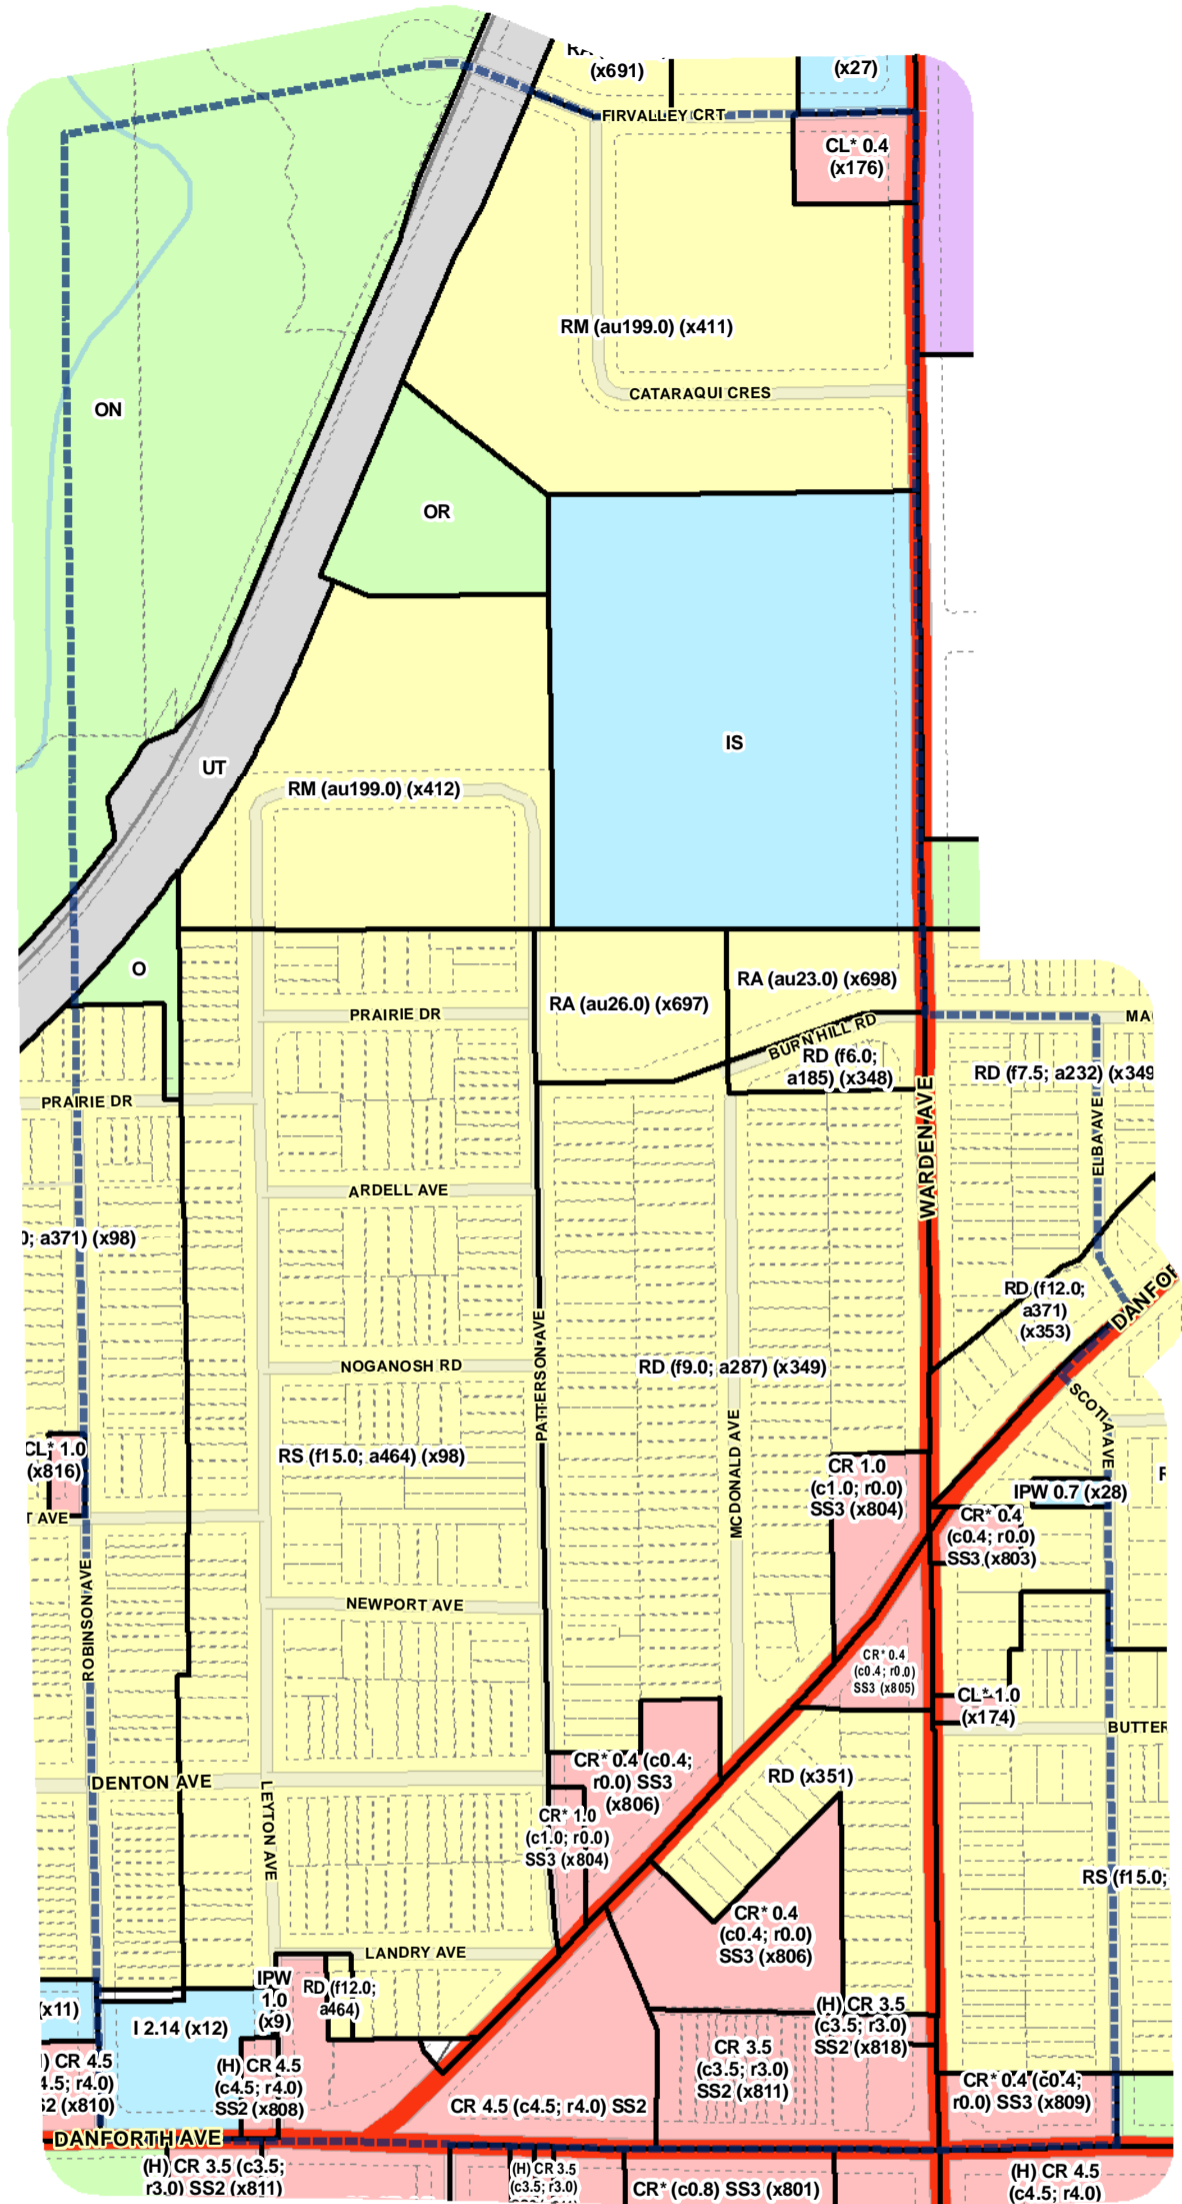 (x691)
(x27)
FIRVALLEY CRT
CL* 0.4
(x176)
RM (au199.0) (x411)
CATARAQUI CRES
ON
OR
IS
UT
RM (au199.0) (x412)
O
RA (au26.0) (x697)
RA (au23.0) (x698)
PRAIRIE DR
BURN HILL RD
RD (f6.0;
a185) (x348)
RD (f7.5; a232) (x349
PRAIRIE DR
WARDEN AVE
ELBA AVE
ARDELL AVE
; a371) (x98)
RD (f12.0;
a371)
(x353)
DANFOR
PATTERSON AVE
NOGANOSH RD
RD (f9.0; a287) (x349)
SCOTIA AVE
MCDONALD AVE
CL* 1.0
(x816)
RS (f15.0; a464) (x98)
CR 1.0
(c1.0; r0.0)
SS3 (x804)
IPW 0.7 (x28)
T AVE
CR* 0.4
(c0.4; r0.0)
SS3 (x803)
ROBINSON AVE
NEWPORT AVE
CR* 0.4
(c0.4; r0.0)
SS3 (x805)
CL* 1.0
(x174)
BUTTER
DENTON AVE
LEYTON AVE
CR* 0.4 (c0.4;
r0.0) SS3
(x806)
RD (x351)
CR* 1.0
(c1.0; r0.0)
SS3 (x804)
RS (f15.0;
CR* 0.4
(c0.4; r0.0)
SS3 (x806)
LANDRY AVE
IPW
1.0
(x9)
RD (f12.0;
a464)
(x11)
I 2.14 (x12)
(H) CR 3.5
(c3.5; r3.0)
SS2 (x818)
) CR 4.5
4.5; r4.0)
S2 (x810)
(H) CR 4.5
(c4.5; r4.0)
SS2 (x808)
CR 3.5
(c3.5; r3.0)
SS2 (x811)
CR 4.5 (c4.5; r4.0) SS2
CR* 0.4 (c0.4;
r0.0) SS3 (x809)
DANFORTH AVE
(H) CR 3.5 (c3.5;
r3.0) SS2 (x811)
(H) CR 3.5
(c3.5; r3.0)
CR* (c0.8) SS3 (x801)
(H) CR 4.5
(c4.5; r4.0)